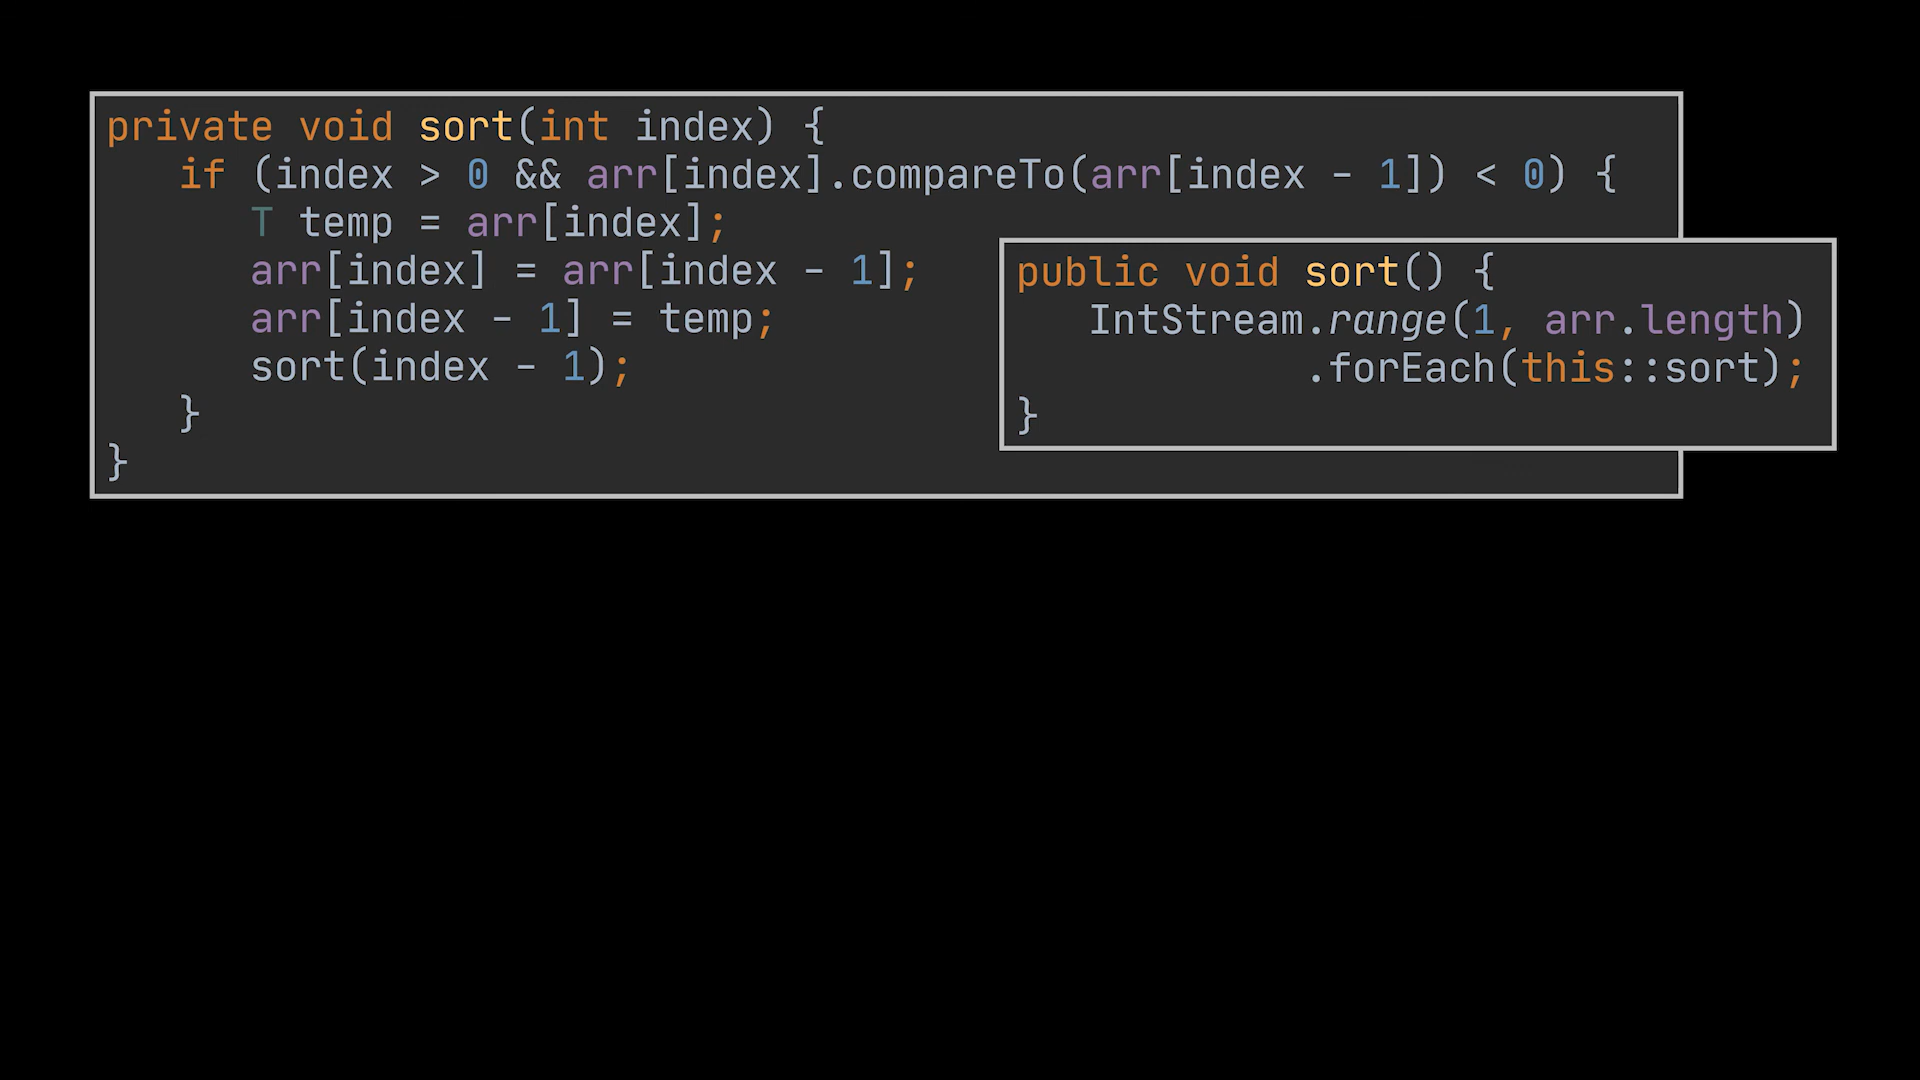 private void sort(int index) {
   if (index > 0 && arr[index].compareTo(arr[index - 1]) < 0) {
      T temp = arr[index];
      arr[index] = arr[index - 1];
      arr[index - 1] = temp;
      sort(index - 1);
   }
}
public void sort() {
   IntStream.range(1, arr.length)
            .forEach(this::sort);
}